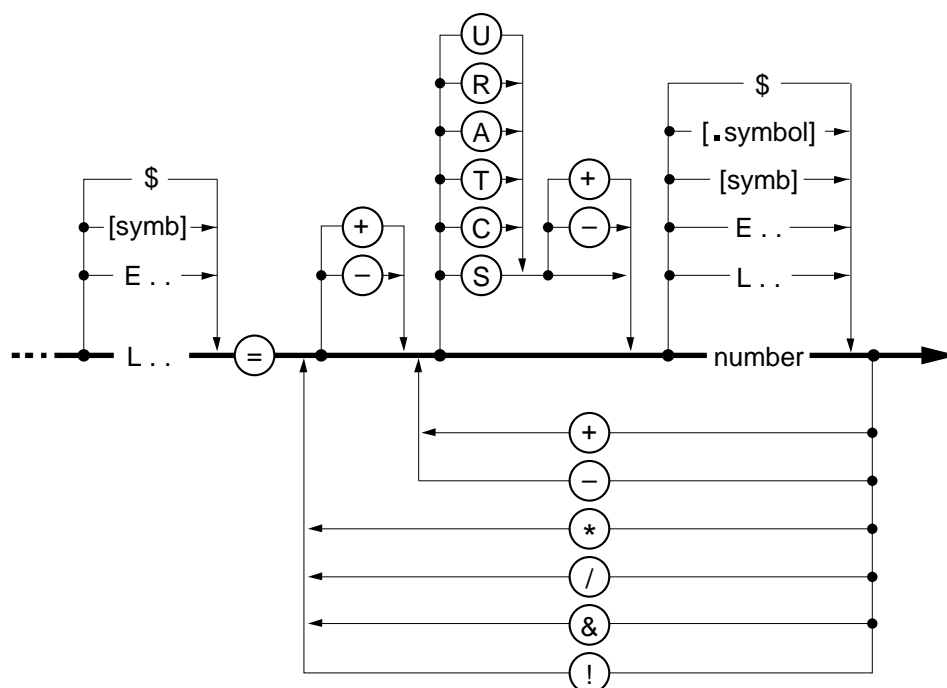 U
R
$
A
[.symbol]
$
T
+
[symb]
[symb]
+
C
−
E . .
E . .
−
S
L . .
L . .
=
number
+
−
*
/
&
!